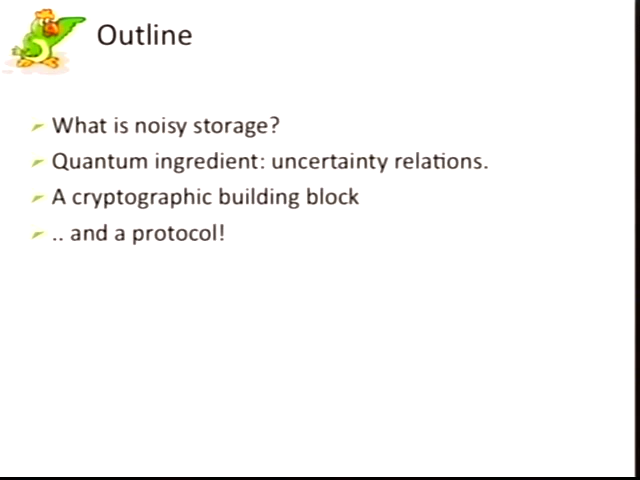 Outline
What is noisy storage?
Quantum ingredient: uncertainty relations.
A cryptographic building block
.. and a protocol!